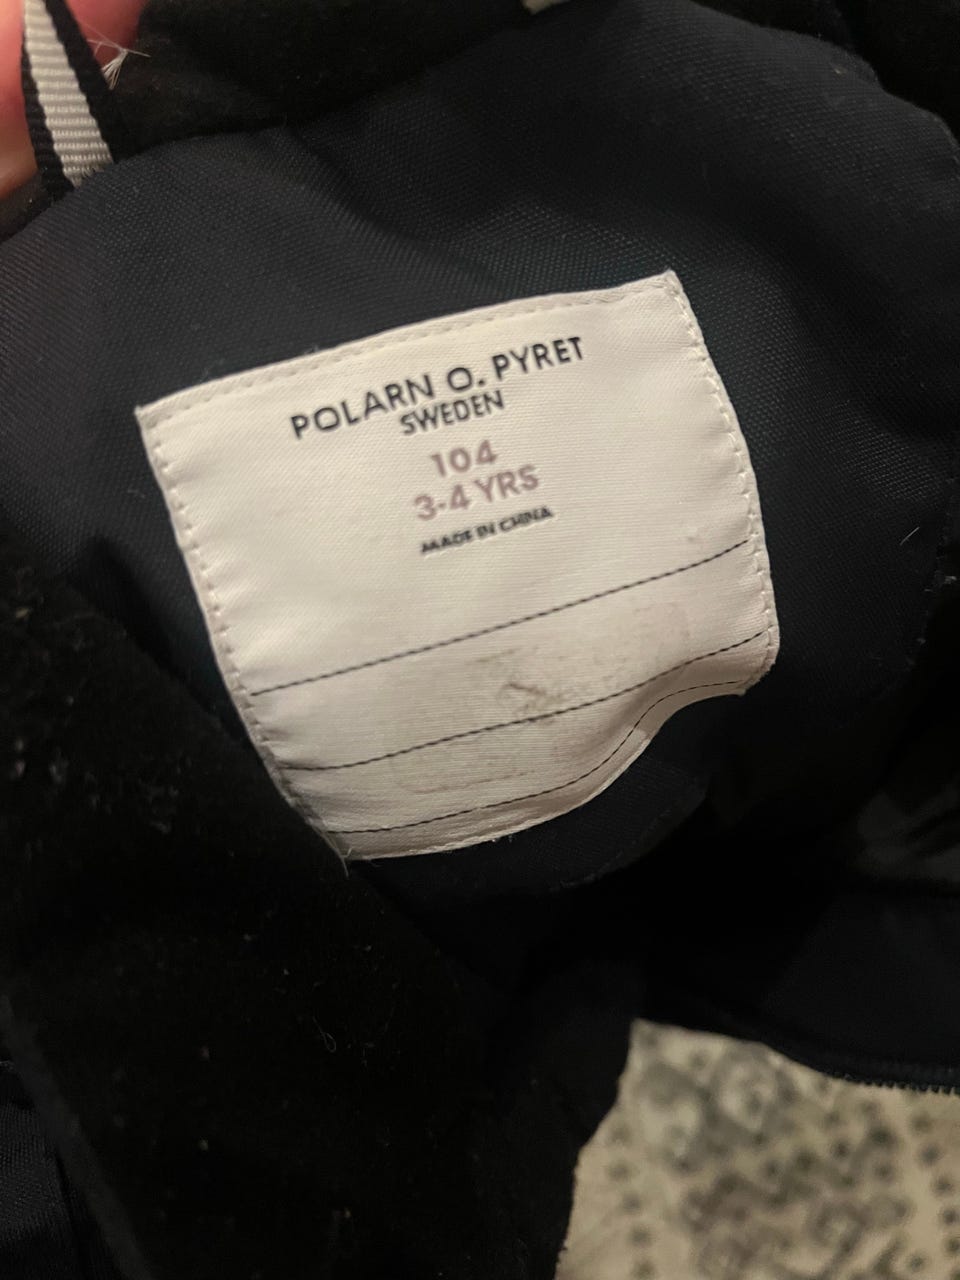 POLARN O. PYRET
SWEDEN
104
3-4 YRS
MADE IN CHINA